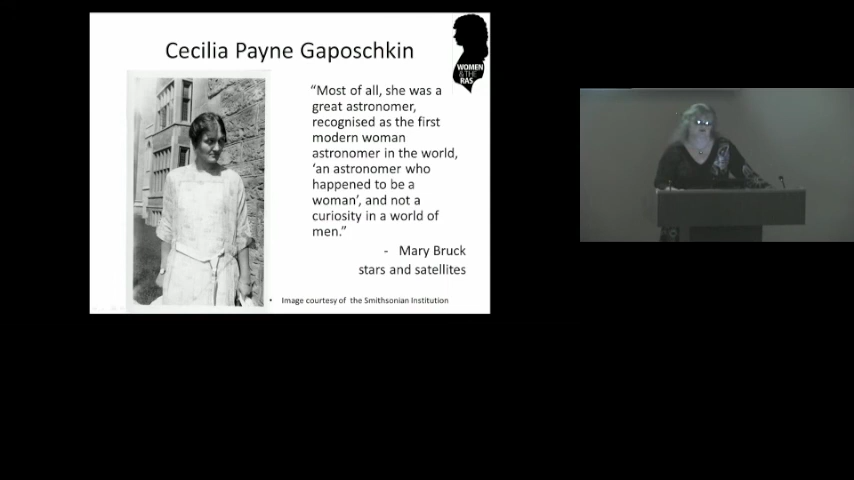 Cecilia Payne Gaposchkin
WOMEN
&THE
RAS
“Most of all, she was a
great astronomer,
recognised as the first
modern woman
astronomer in the world,
‘an astronomer who
happened to be a
woman’, and not a
curiosity in a world of
men.”
- Mary Bruck
stars and satellites
• Image courtesy of the Smithsonian Institution